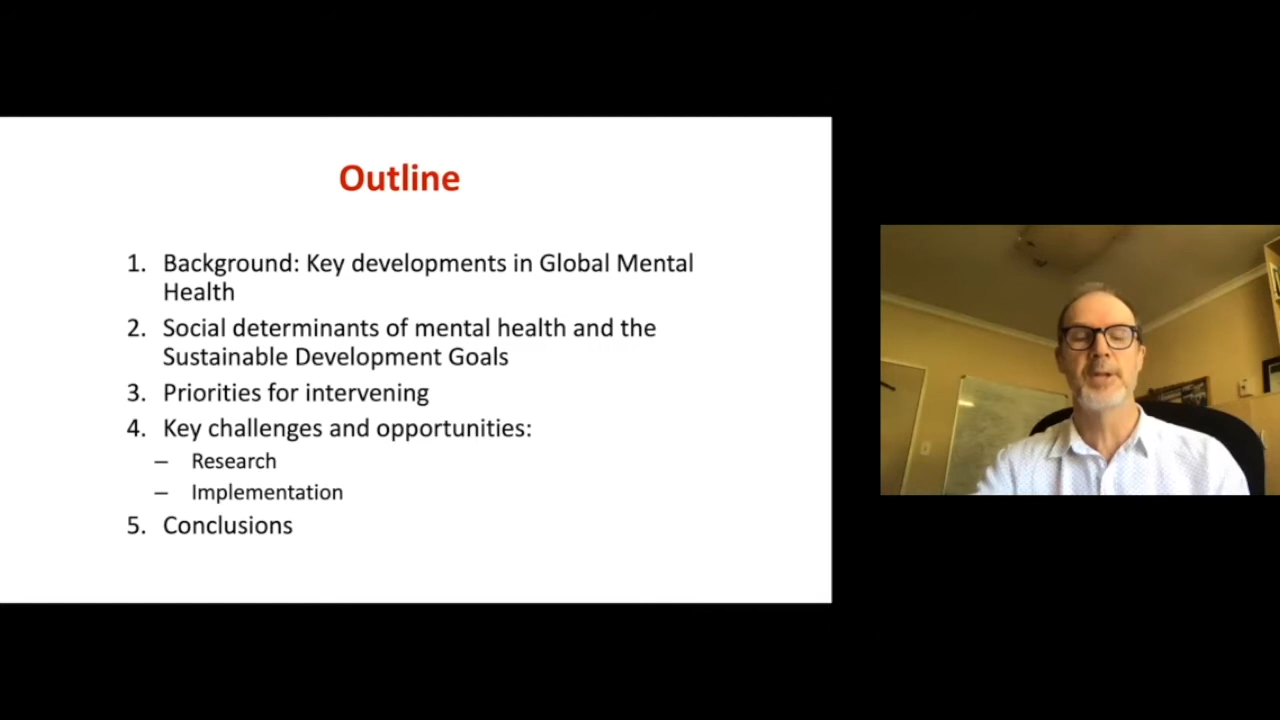 Outline
1. Background: Key developments in Global Mental
Health
2. Social determinants of mental health and the
Sustainable Development Goals
3. Priorities for intervening
4. Key challenges and opportunities:
– Research
– Implementation
5. Conclusions